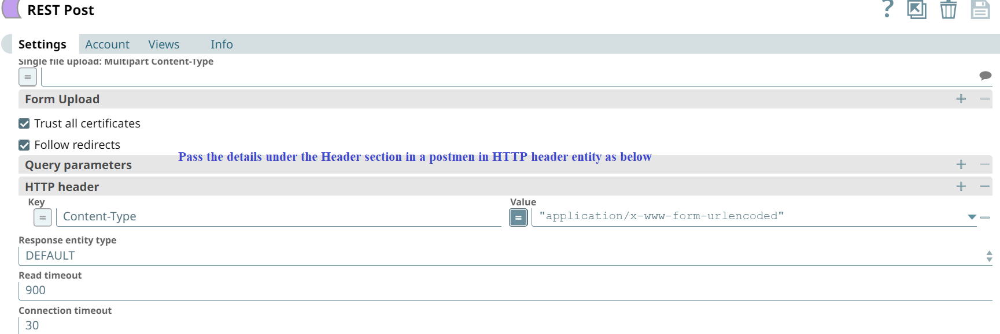 REST Post
?
Settings Account Views Info
Single file upload: Multipart Content-Type
=
Form Upload + −
Trust all certificates
Follow redirects
Pass the details under the Header section in a postmen in HTTP header entity as below
Query parameters + −
HTTP header + −
Key Value
= Content-Type = "application/x-www-form-urlencoded" −
Response entity type
DEFAULT
Read timeout
900
Connection timeout
30